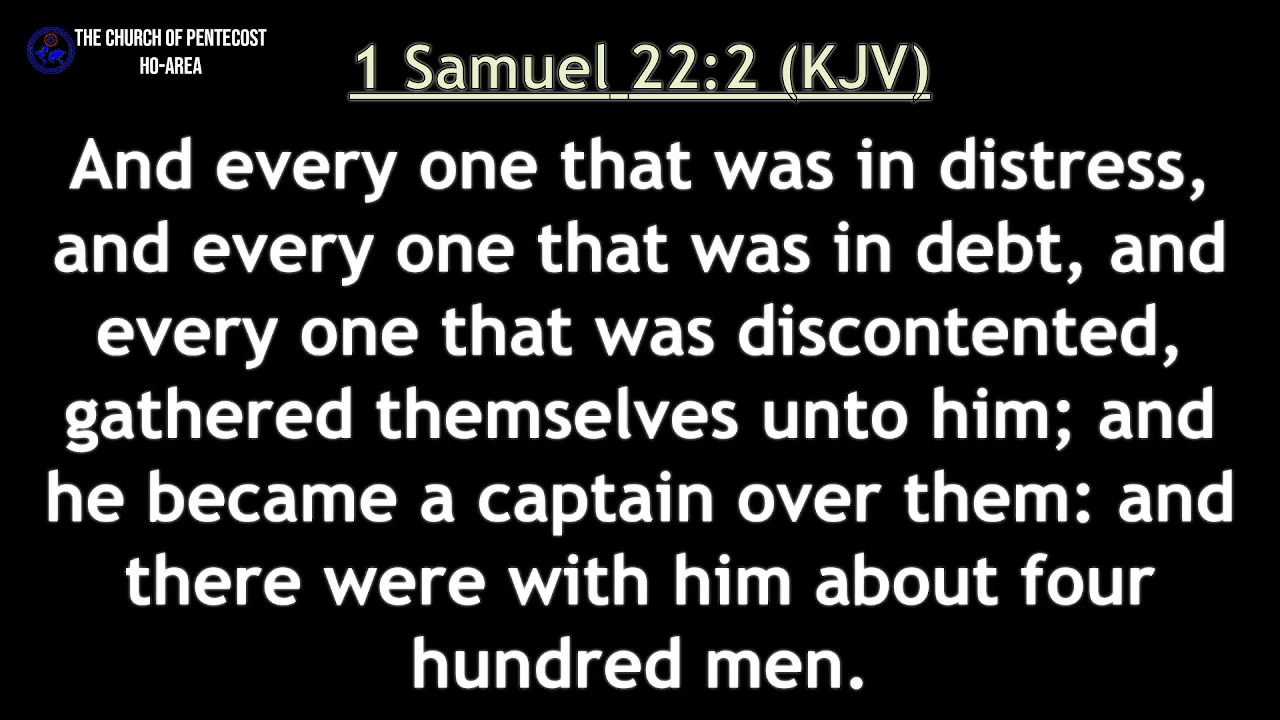 THE CHURCH OF PENTECOST
HO-AREA
1 Samuel 22:2 (KJV)
And every one that was in distress,
and every one that was in debt, and
every one that was discontented,
gathered themselves unto him; and
he became a captain over them: and
there were with him about four
hundred men.